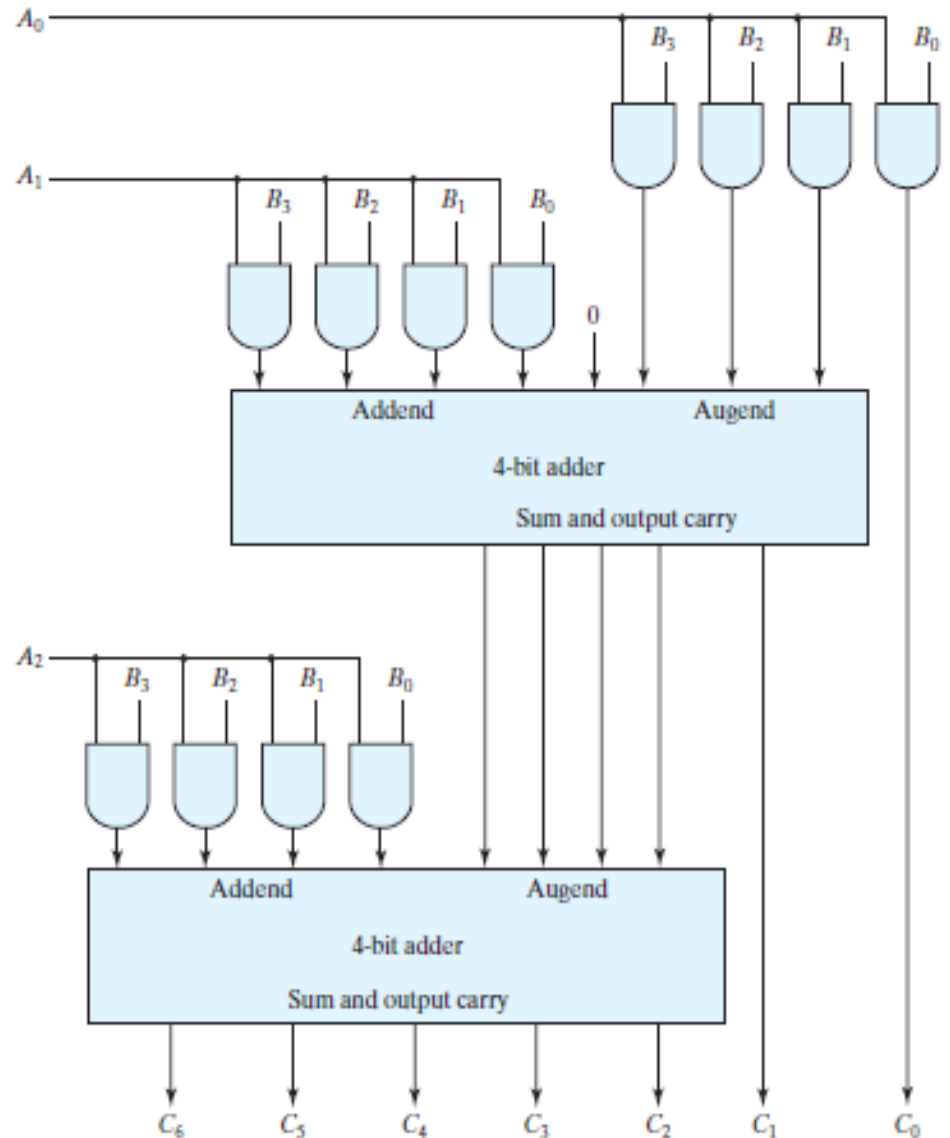 A₀
B₃ B₂ B₁ B₀
A₁
B₃ B₂ B₁ B₀
0
Addend Augend
4-bit adder
Sum and output carry
A₂
B₃ B₂ B₁ B₀
Addend Augend
4-bit adder
Sum and output carry
C₆ C₅ C₄ C₃ C₂ C₁ C₀